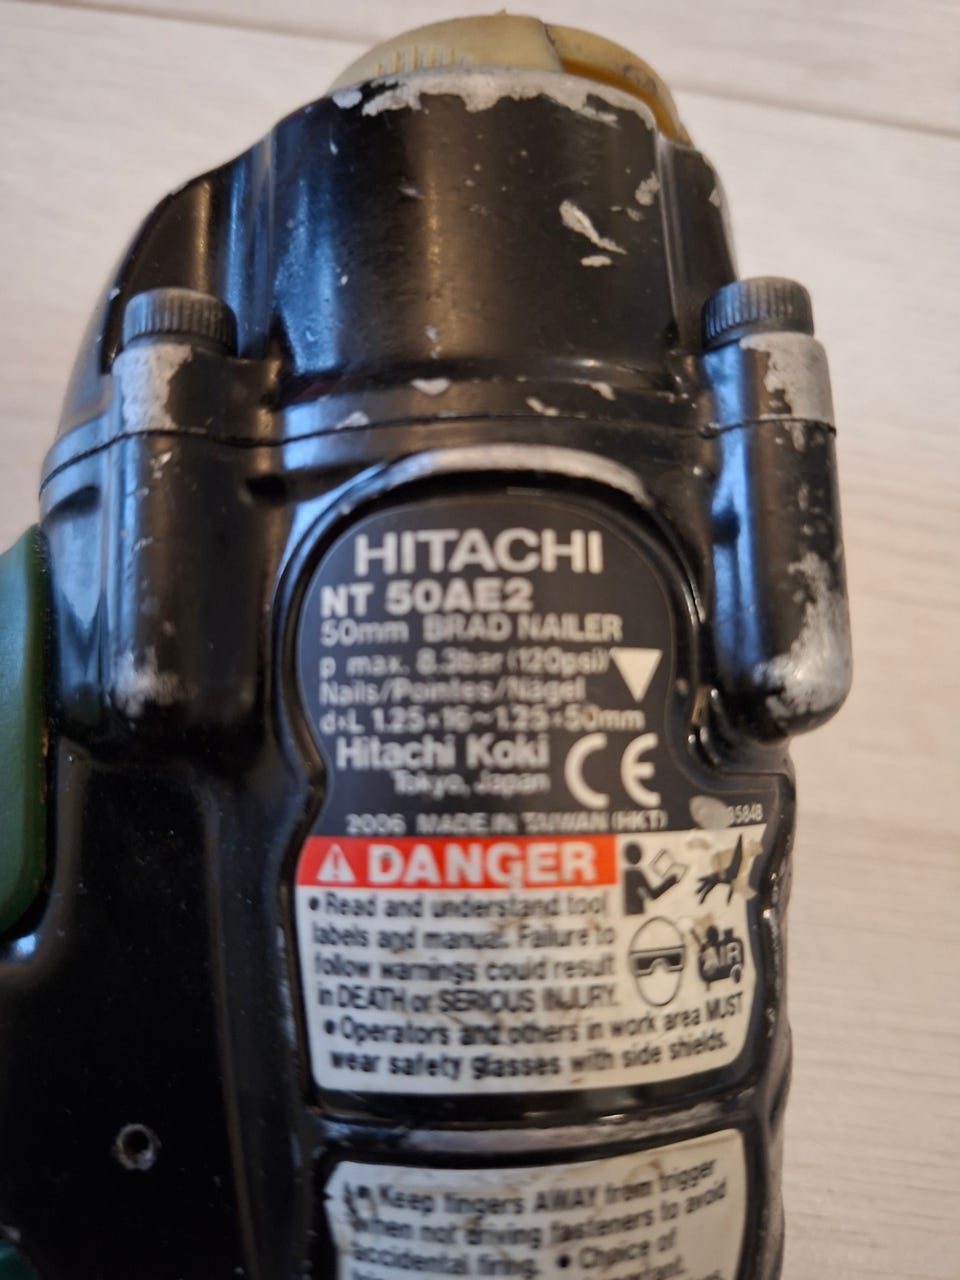 HITACHI
NT 50AE2
50mm BRAD NAILER
p max. 8.3bar (120psi)
Nails/Pointes/Nägel
d×L 1.25×16~1.25×50mm
Hitachi Koki
Tokyo, Japan
CE
2006 MADE IN TAIWAN (HKT)
DANGER
•Read and understand tool
labels and manual. Failure to
follow warnings could result
in DEATH or SERIOUS INJURY.
•Operators and others in work area MUST
wear safety glasses with side shields.
AIR
• Keep fingers AWAY from trigger
when not driving fasteners to avoid
accidental firing. • Choice of